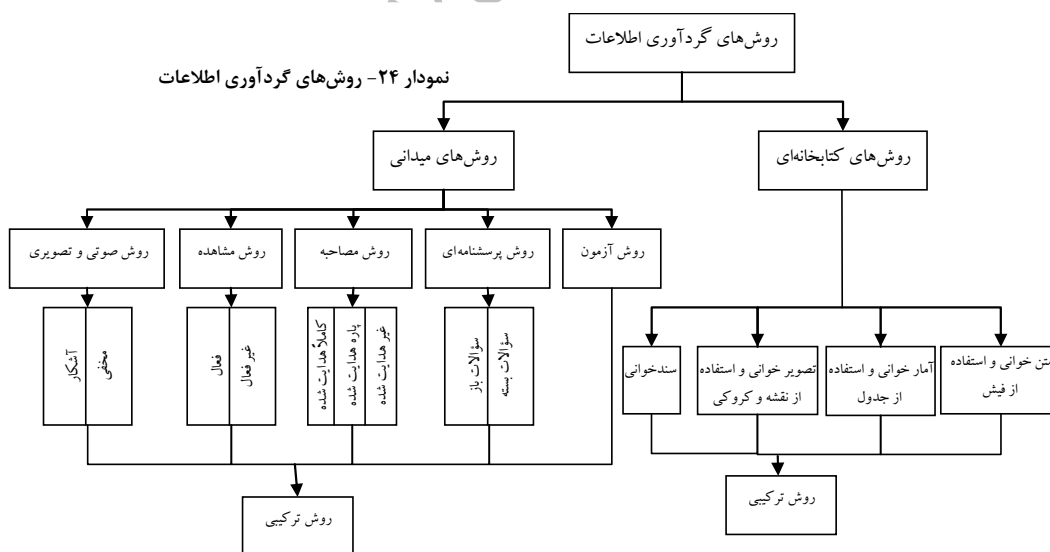 روش‌های گردآوری اطلاعات
نمودار ۲۴- روش‌های گردآوری اطلاعات
روش‌های کتابخانه‌ای
روش‌های میدانی
روش آزمون
روش پرسشنامه‌ای
روش مصاحبه
روش مشاهده
روش صوتی و تصویری
سؤالات بسته
سؤالات باز
غیر هدایت شده
پاره هدایت شده
کاملاً هدایت شده
غیر فعال
فعال
مخفی
آشکار
متن خوانی و استفاده
از فیش
آمار خوانی و استفاده
از جدول
تصویر خوانی و استفاده
از نقشه و کروکی
سندخوانی
روش ترکیبی
روش ترکیبی